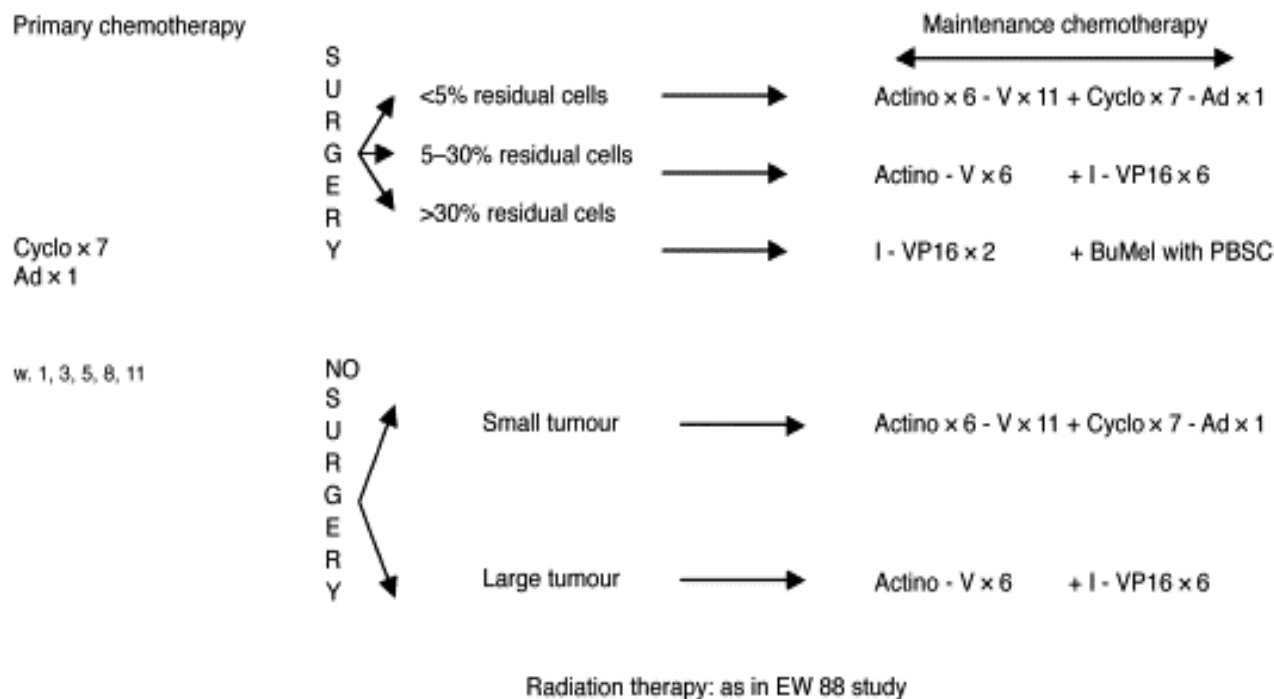 Primary chemotherapy
Maintenance chemotherapy
S
U
R
G
E
R
Y
<5% residual cells
Actino × 6 - V × 11 + Cyclo × 7 - Ad × 1
5–30% residual cells
Actino - V × 6 + I - VP16 × 6
>30% residual cels
Cyclo × 7
Ad × 1
I - VP16 × 2 + BuMel with PBSC
w. 1, 3, 5, 8, 11
NO
S
U
R
G
E
R
Y
Small tumour
Actino × 6 - V × 11 + Cyclo × 7 - Ad × 1
Large tumour
Actino - V × 6 + I - VP16 × 6
Radiation therapy: as in EW 88 study